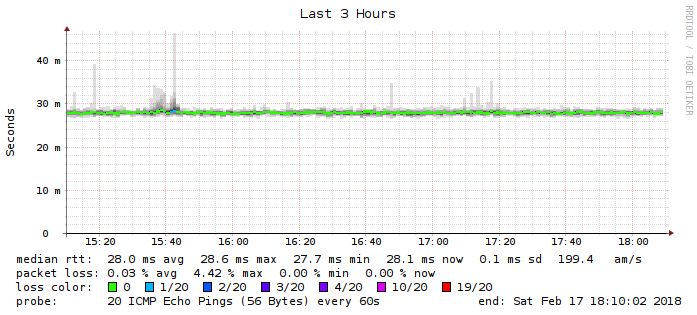 Last 3 Hours
RRDTOOL / TOBI OETIKER
Seconds
40 m
30 m
20 m
10 m
0
15:20 15:40 16:00 16:20 16:40 17:00 17:20 17:40 18:00
median rtt: 28.0 ms avg 28.6 ms max 27.7 ms min 28.1 ms now 0.1 ms sd 199.4 am/s
packet loss: 0.03 % avg 4.42 % max 0.00 % min 0.00 % now
loss color: 0 1/20 2/20 3/20 4/20 10/20 19/20
probe: 20 ICMP Echo Pings (56 Bytes) every 60s end: Sat Feb 17 18:10:02 2018